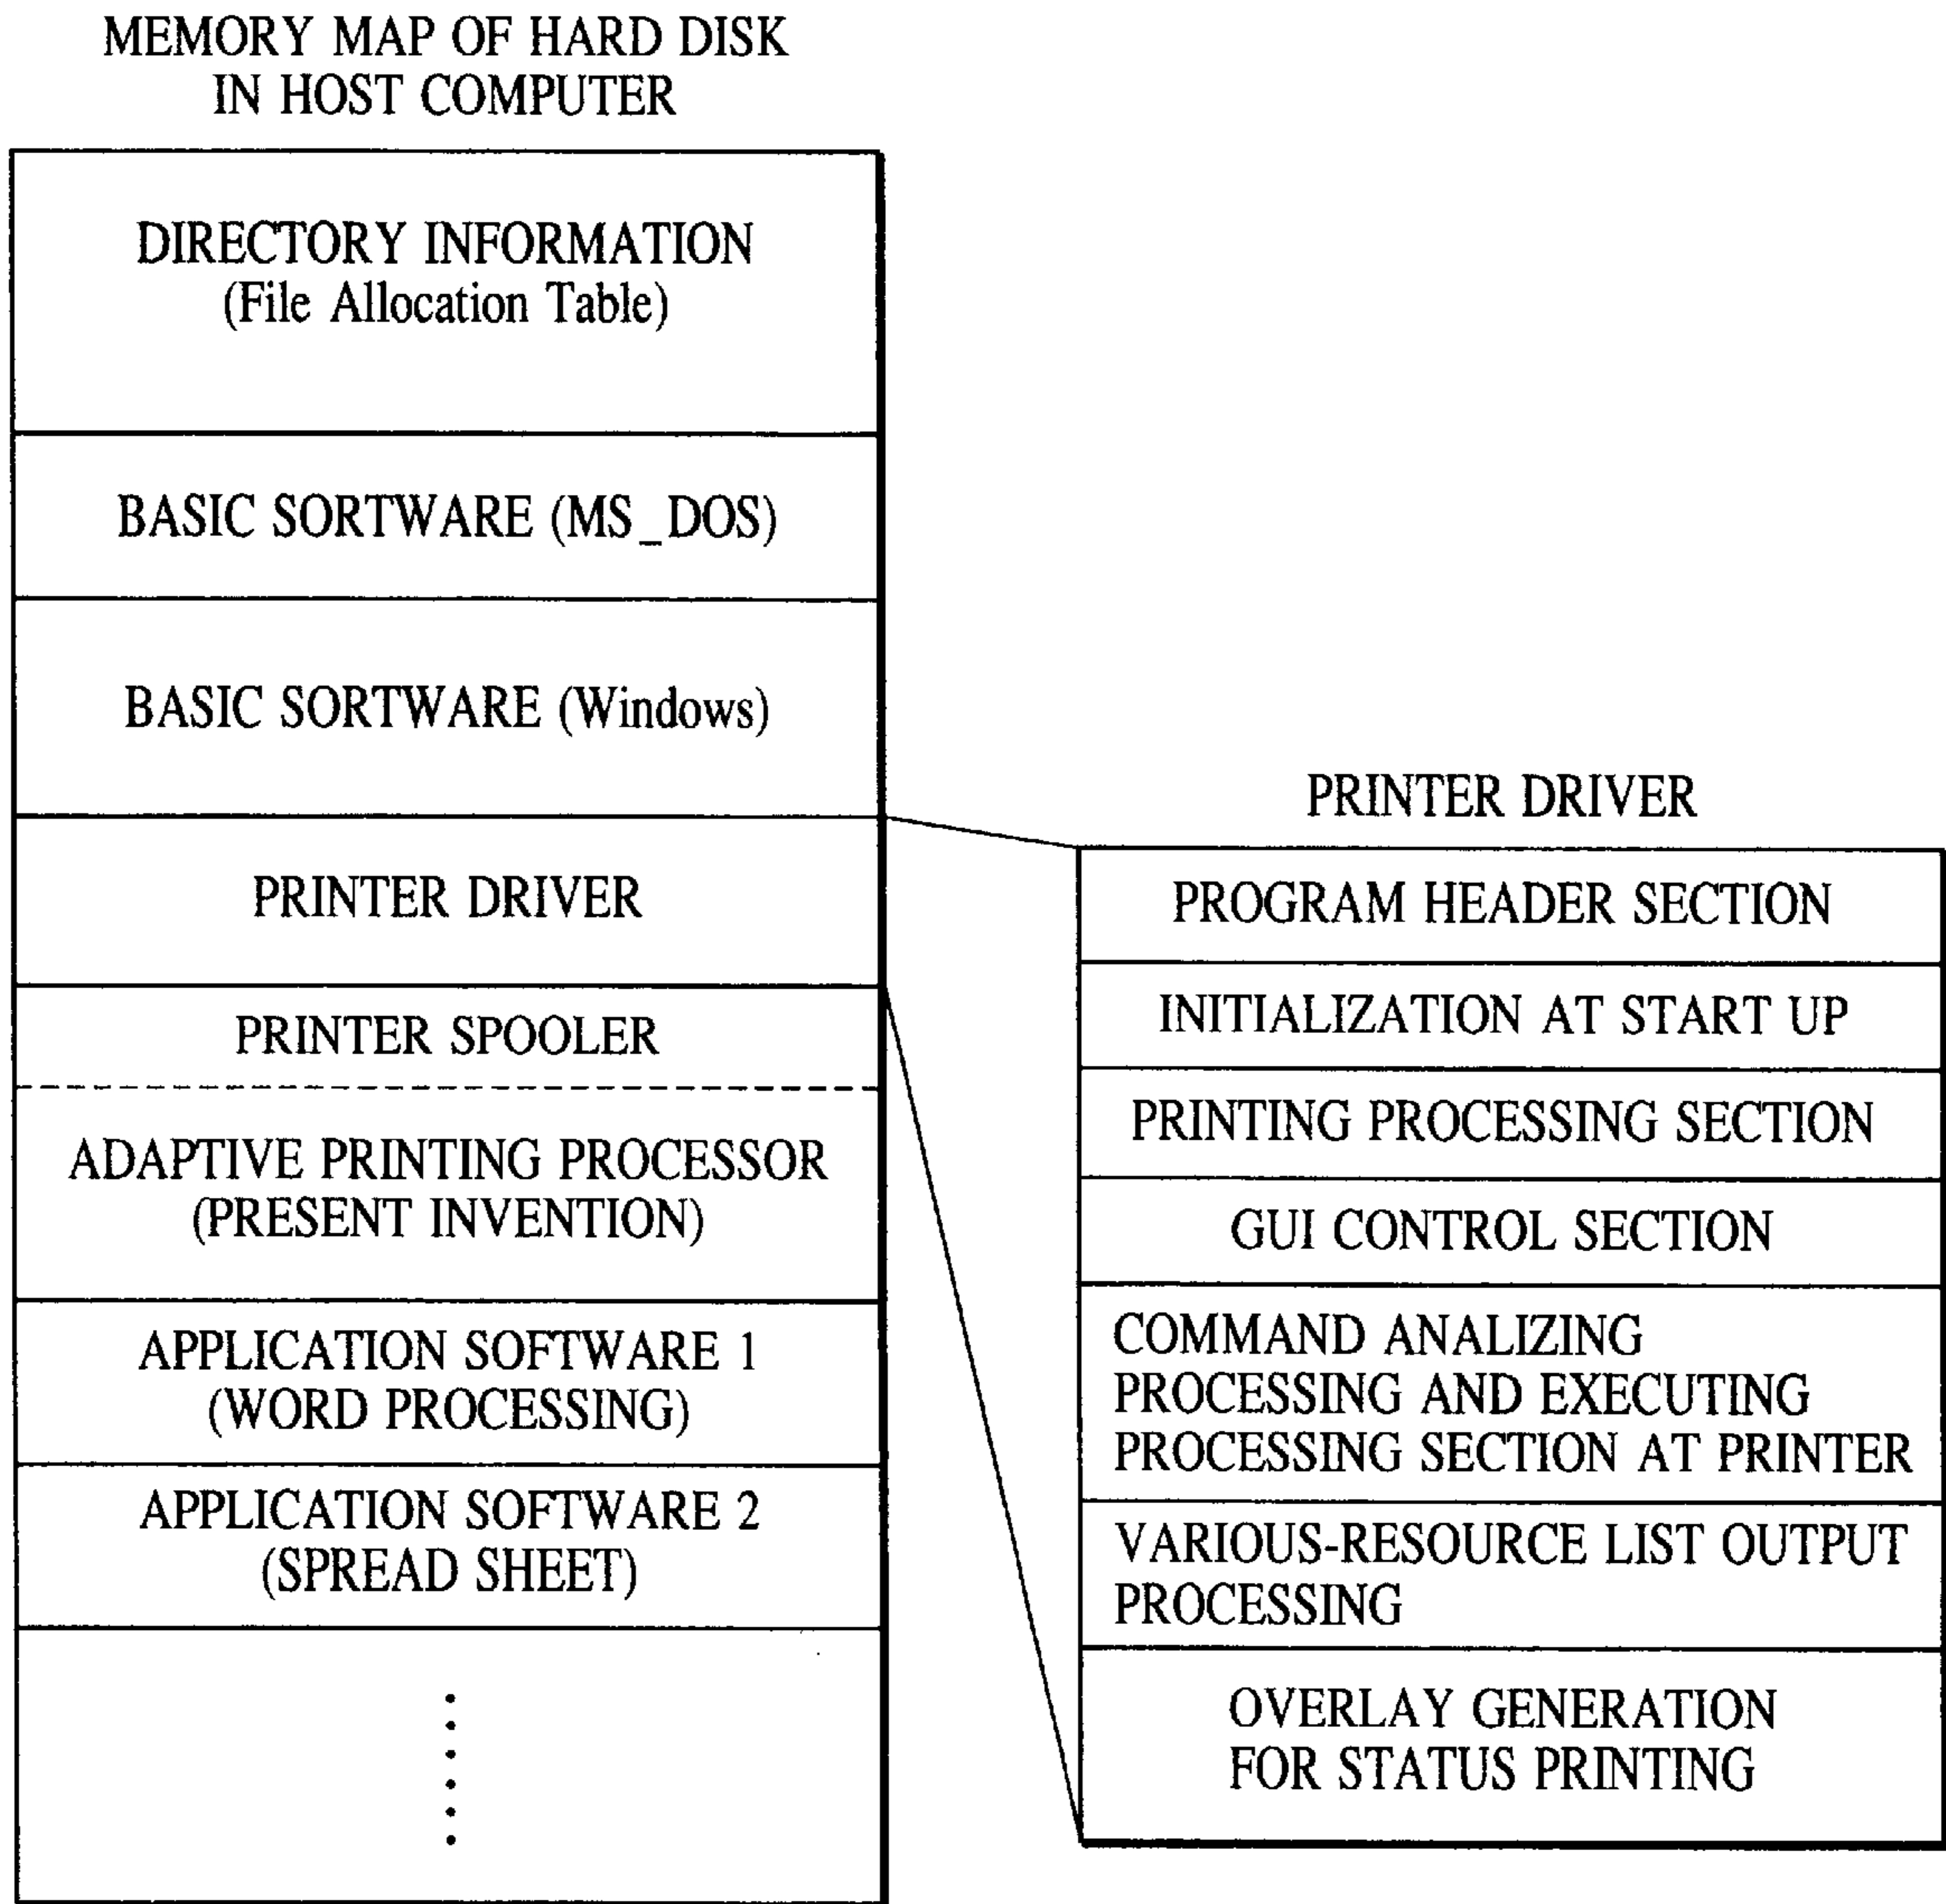 MEMORY MAP OF HARD DISK
IN HOST COMPUTER
DIRECTORY INFORMATION
(File Allocation Table)
BASIC SORTWARE (MS_DOS)
BASIC SORTWARE (Windows)
PRINTER DRIVER
PRINTER SPOOLER
ADAPTIVE PRINTING PROCESSOR
(PRESENT INVENTION)
APPLICATION SOFTWARE 1
(WORD PROCESSING)
APPLICATION SOFTWARE 2
(SPREAD SHEET)
PRINTER DRIVER
PROGRAM HEADER SECTION
INITIALIZATION AT START UP
PRINTING PROCESSING SECTION
GUI CONTROL SECTION
COMMAND ANALIZING
PROCESSING AND EXECUTING
PROCESSING SECTION AT PRINTER
VARIOUS-RESOURCE LIST OUTPUT
PROCESSING
OVERLAY GENERATION
FOR STATUS PRINTING